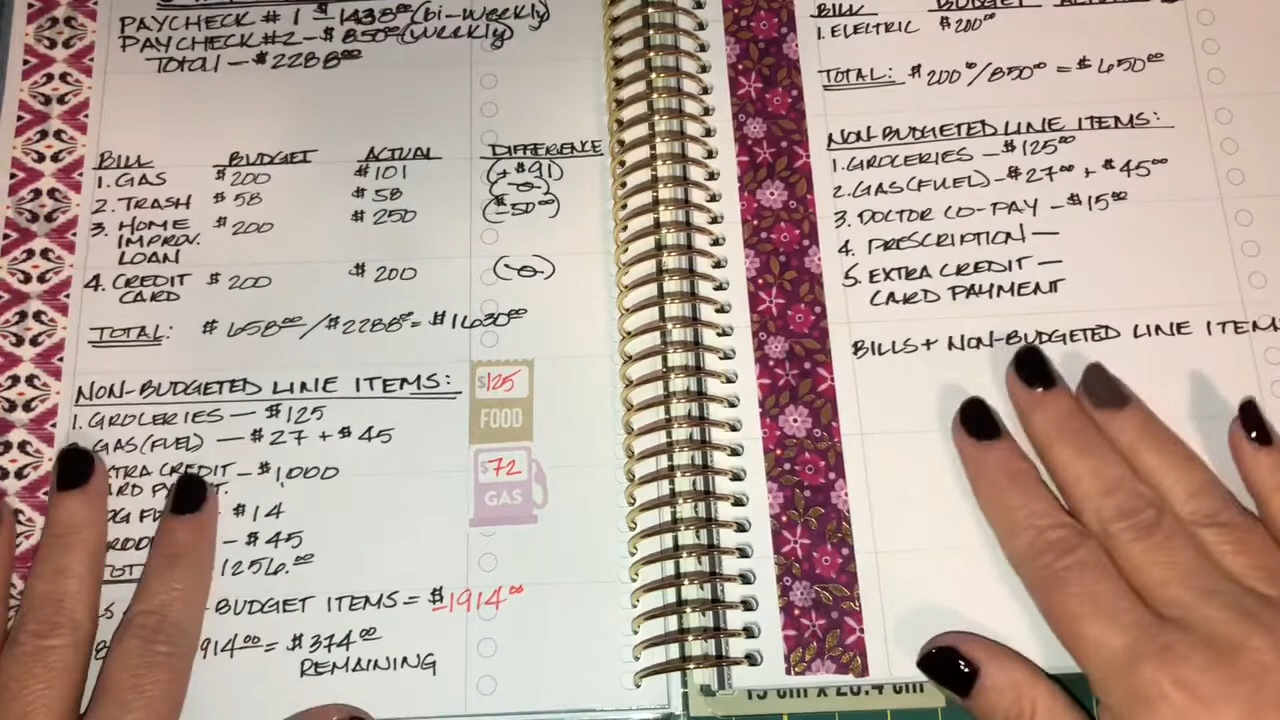 PAYCHECK #1 - $1438.00 (bi-weekly)
PAYCHECK #2 - $850.00 (weekly)
TOTAL - $2288.00
BILL BUDGET ACTUAL DIFFERENCE
1. GAS $200 $101 (+$91)
2. TRASH $58 $58 (-0-)
3. HOME $200 $250 (-$50.00)
IMPROV.
LOAN
4. CREDIT $200 $200 (-0-)
CARD
TOTAL: $658.00/$2288.00 = $1630.00
NON-BUDGETED LINE ITEMS:
1. GROCERIES - $125
GAS (FUEL) - $27 + $45
EXTRA CREDIT - $1,000
$14
- $45
1256.00
BUDGET ITEMS = $1914.00
914.00 = $374.00
REMAINING
$125
FOOD
$72
GAS
BILL BUDGET
1. ELECTRIC $200.00
TOTAL: $200.00/850.00 = $650.00
NON-BUDGETED LINE ITEMS:
1. GROCERIES - $125.00
2. GAS (FUEL) - $27.00 + $45.00
3. DOCTOR CO-PAY - $15.00
4. PRESCRIPTION -
5. EXTRA CREDIT -
CARD PAYMENT
BILLS + NON-BUDGETED LINE ITEM